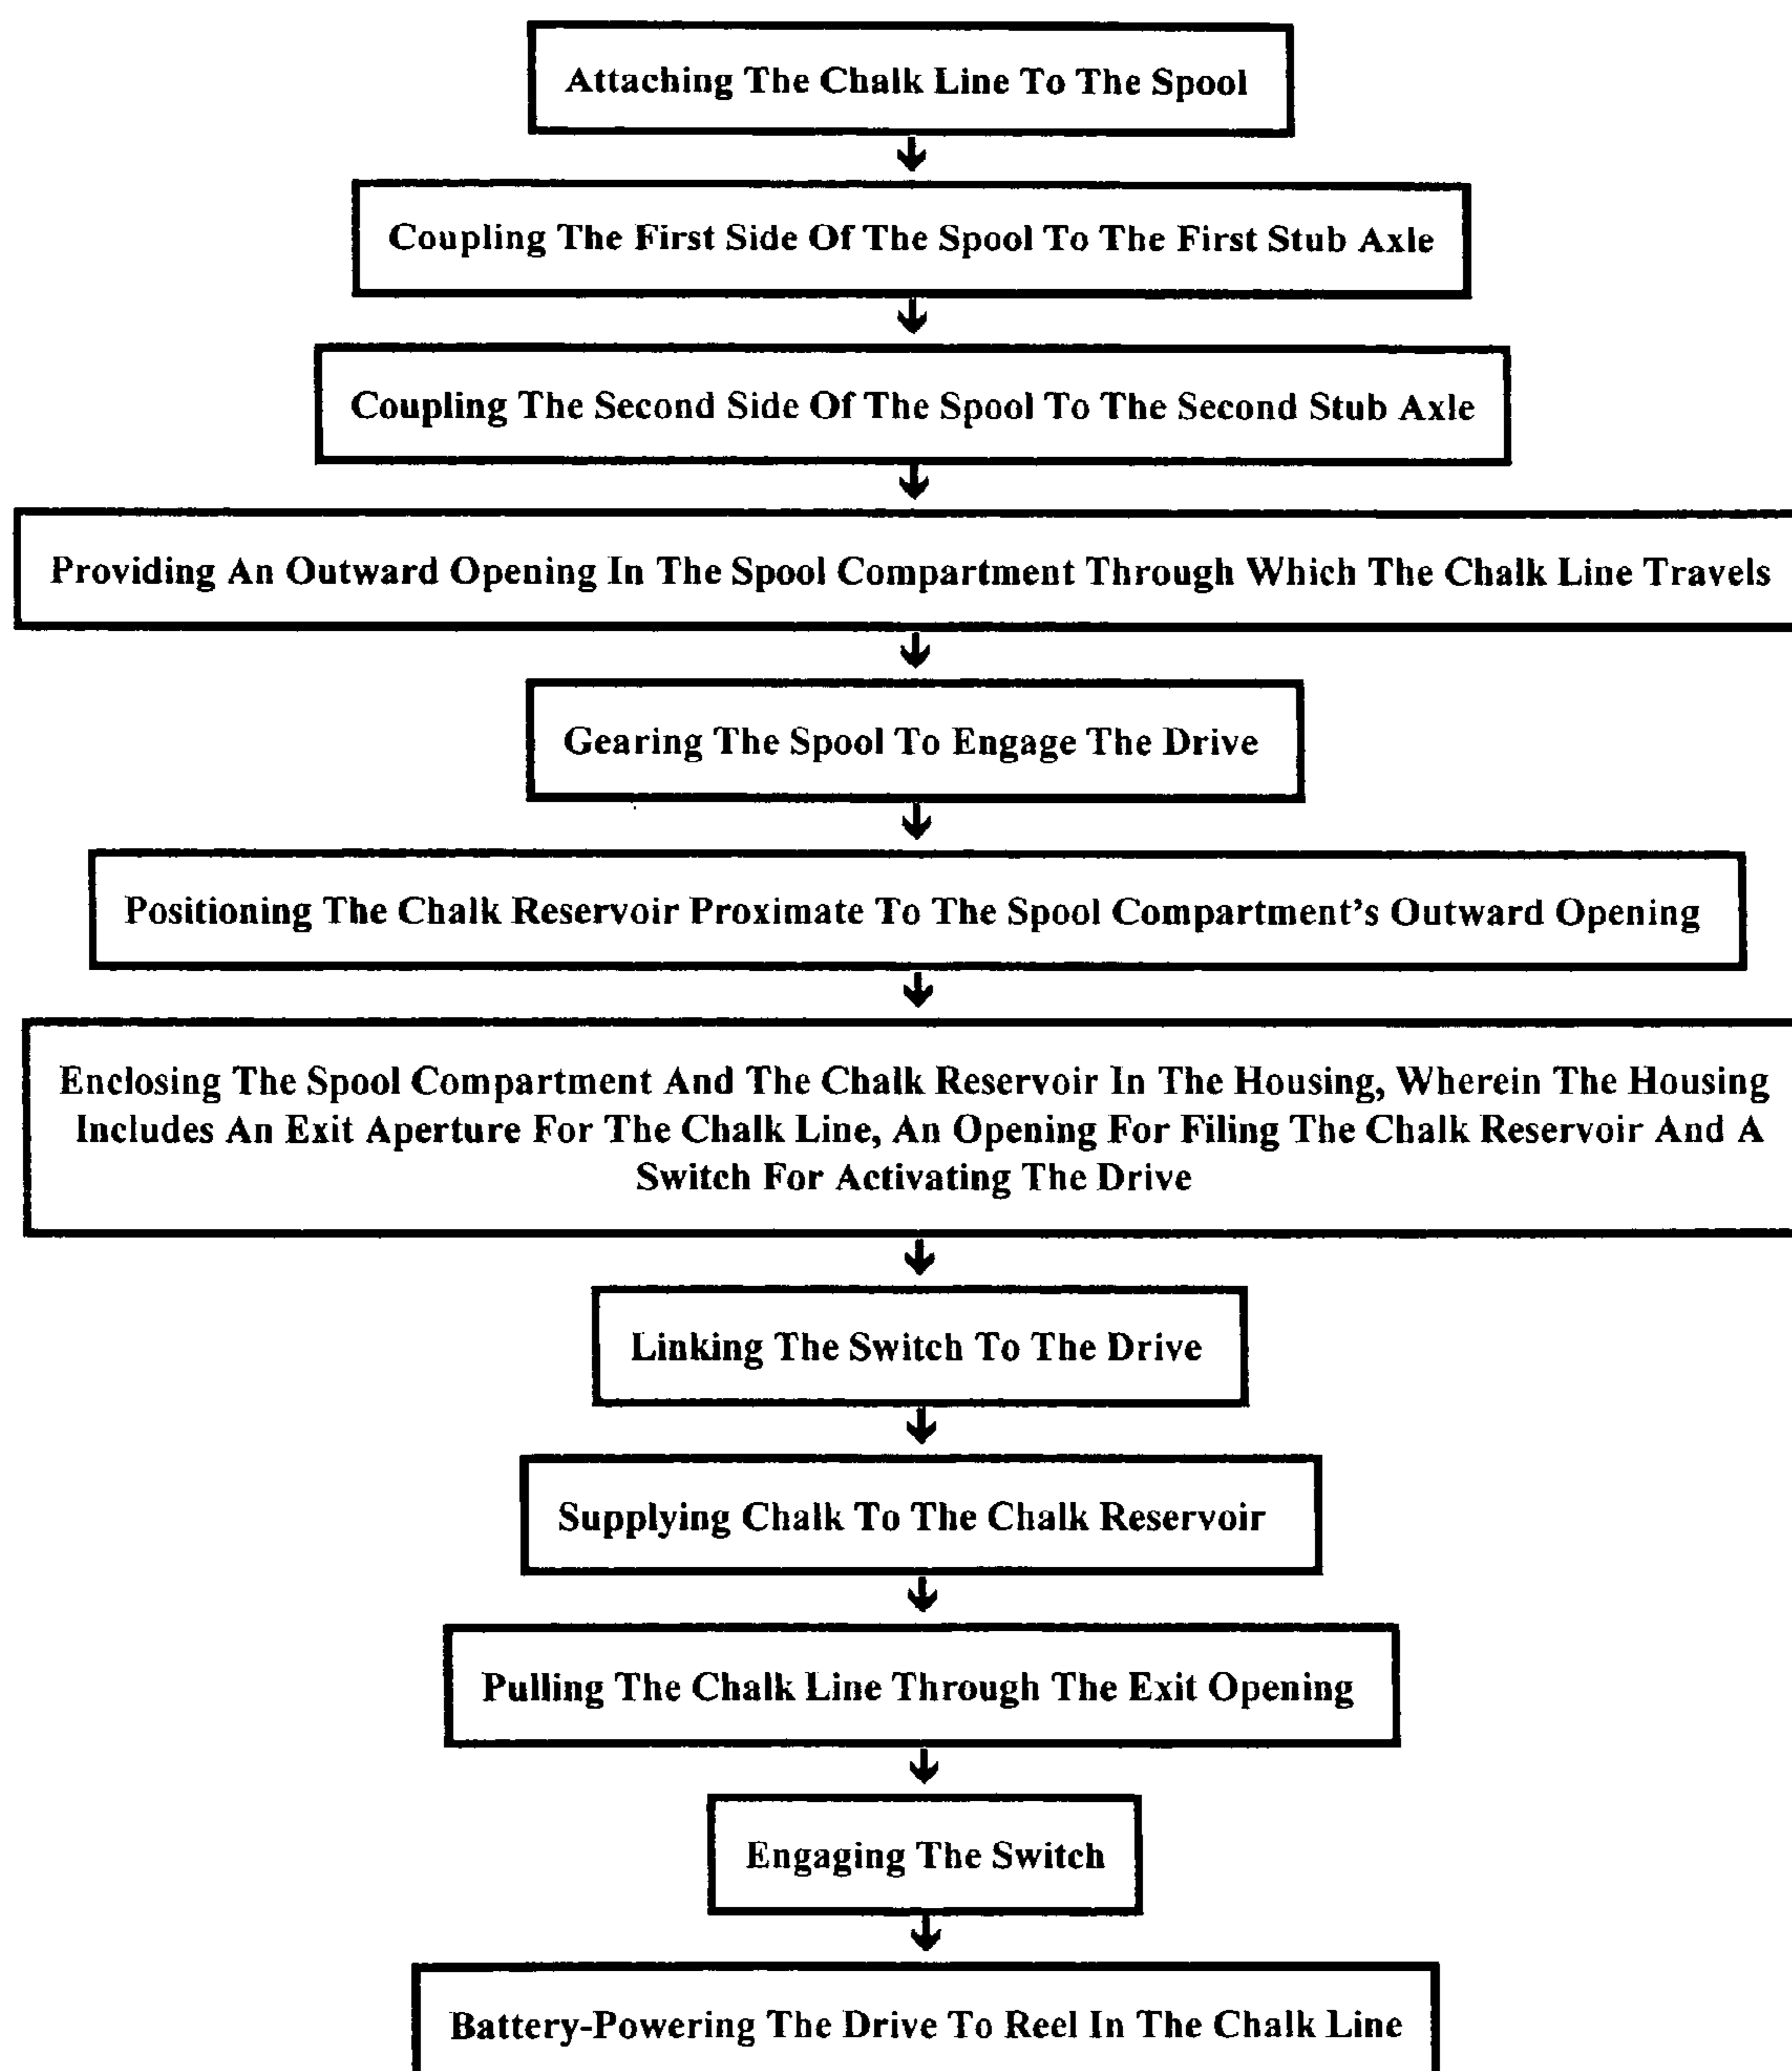 Attaching The Chalk Line To The Spool
Coupling The First Side Of The Spool To The First Stub Axle
Coupling The Second Side Of The Spool To The Second Stub Axle
Providing An Outward Opening In The Spool Compartment Through Which The Chalk Line Travels
Gearing The Spool To Engage The Drive
Positioning The Chalk Reservoir Proximate To The Spool Compartment's Outward Opening
Enclosing The Spool Compartment And The Chalk Reservoir In The Housing, Wherein The Housing
Includes An Exit Aperture For The Chalk Line, An Opening For Filing The Chalk Reservoir And A
Switch For Activating The Drive
Linking The Switch To The Drive
Supplying Chalk To The Chalk Reservoir
Pulling The Chalk Line Through The Exit Opening
Engaging The Switch
Battery-Powering The Drive To Reel In The Chalk Line